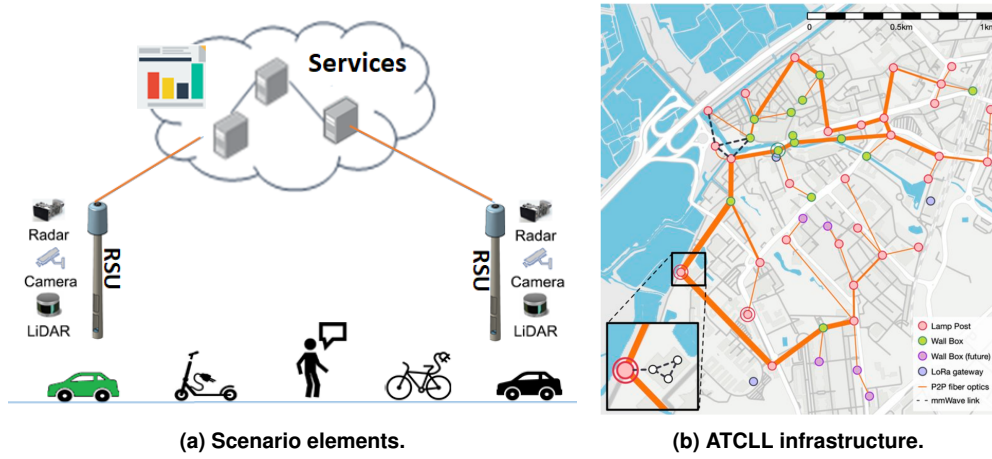 Services
Radar
Camera
LiDAR
RSU
RSU
Radar
Camera
LiDAR
(a) Scenario elements.
0 0.5km 1km
Lamp Post
Wall Box
Wall Box (future)
LoRa gateway
P2P fiber optics
mmWave link
(b) ATCLL infrastructure.